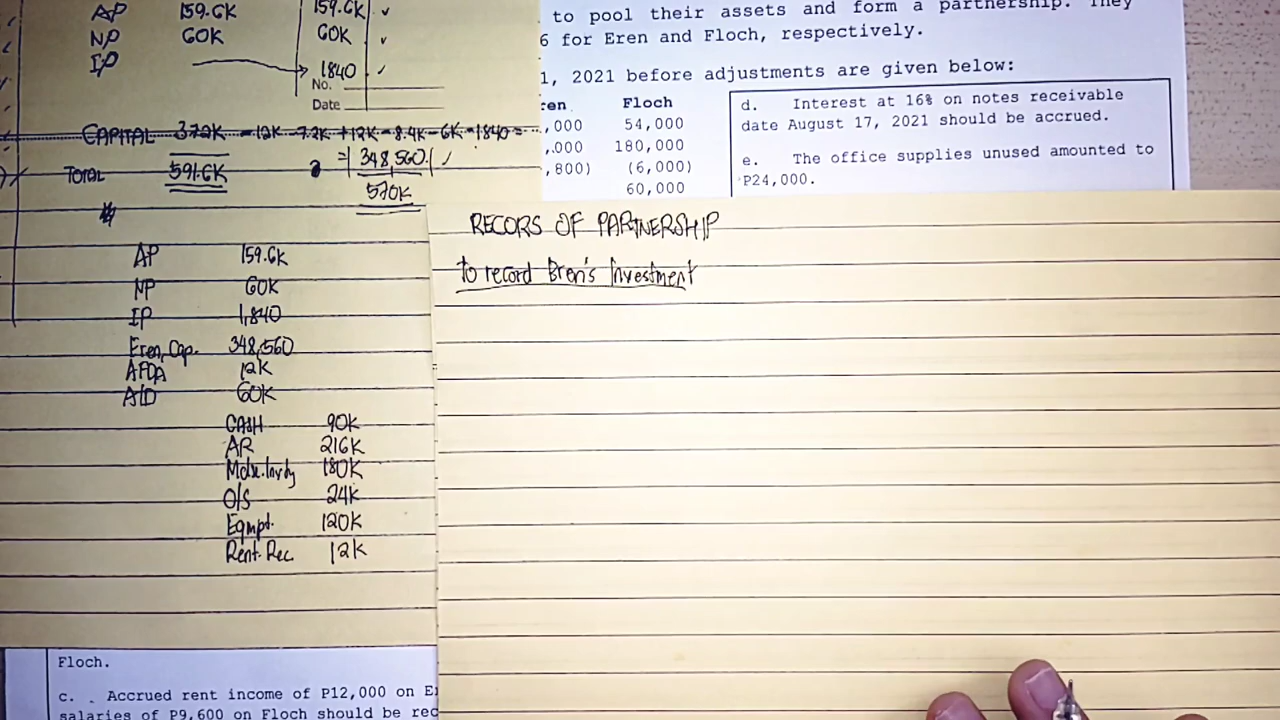 AP 159.6K 159.6K ✓
NP 60K 60K ✓
IP → 1840 ✓
No.
Date
CAPITAL 372K -12K -7.2K +12K -8.4K -6K -1840 =
= 348,560 ✓
TOTAL 591.6K
570K
AP 159.6K
NP 60K
IP 1,840
Eren, Cap. 348,560
AFDA 12K
A/D 60K
CASH 90K
AR 216K
Mdse. Invty 180K
O/S 24K
Eqmpt. 120K
Rent. Rec. 12K
to pool their assets and form a partnership. They
6 for Eren and Floch, respectively.
1, 2021 before adjustments are given below:
ren Floch
,000 54,000
,000 180,000
,800) (6,000)
60,000
d. Interest at 16% on notes receivable
date August 17, 2021 should be accrued.
e. The office supplies unused amounted to
P24,000.
RECORS OF PARTNERSHIP
to record Eren's Investment
Floch.
c. Accrued rent income of P12,000 on E
salaries of P9,600 on Floch should be rec